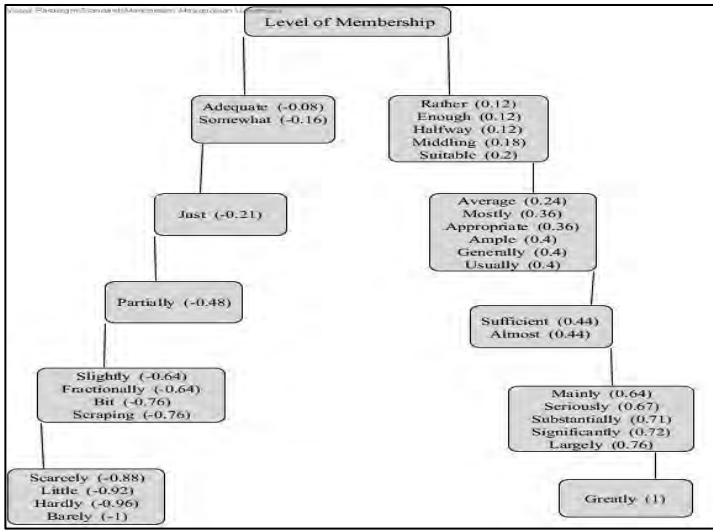 Level of Membership
Adequate (-0.08)
Somewhat (-0.16)
Rather (0.12)
Enough (0.12)
Halfway (0.12)
Middling (0.18)
Suitable (0.2)
Just (-0.21)
Average (0.24)
Mostly (0.36)
Appropriate (0.36)
Ample (0.4)
Generally (0.4)
Usually (0.4)
Partially (-0.48)
Sufficient (0.44)
Almost (0.44)
Slightly (-0.64)
Fractionally (-0.64)
Bit (-0.76)
Scraping (-0.76)
Mainly (0.64)
Seriously (0.67)
Substantially (0.71)
Significantly (0.72)
Largely (0.76)
Scarcely (-0.88)
Little (-0.92)
Hardly (-0.96)
Barely (-1)
Greatly (1)